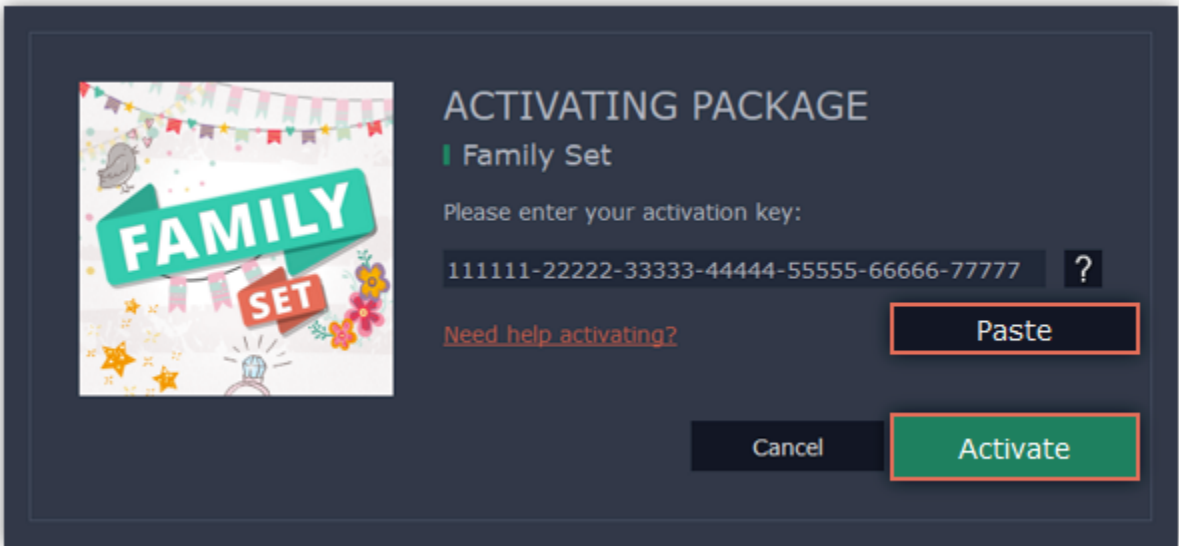 FAMILY
SET
ACTIVATING PACKAGE
Family Set
Please enter your activation key:
111111-22222-33333-44444-55555-66666-77777
?
Need help activating?
Paste
Cancel
Activate